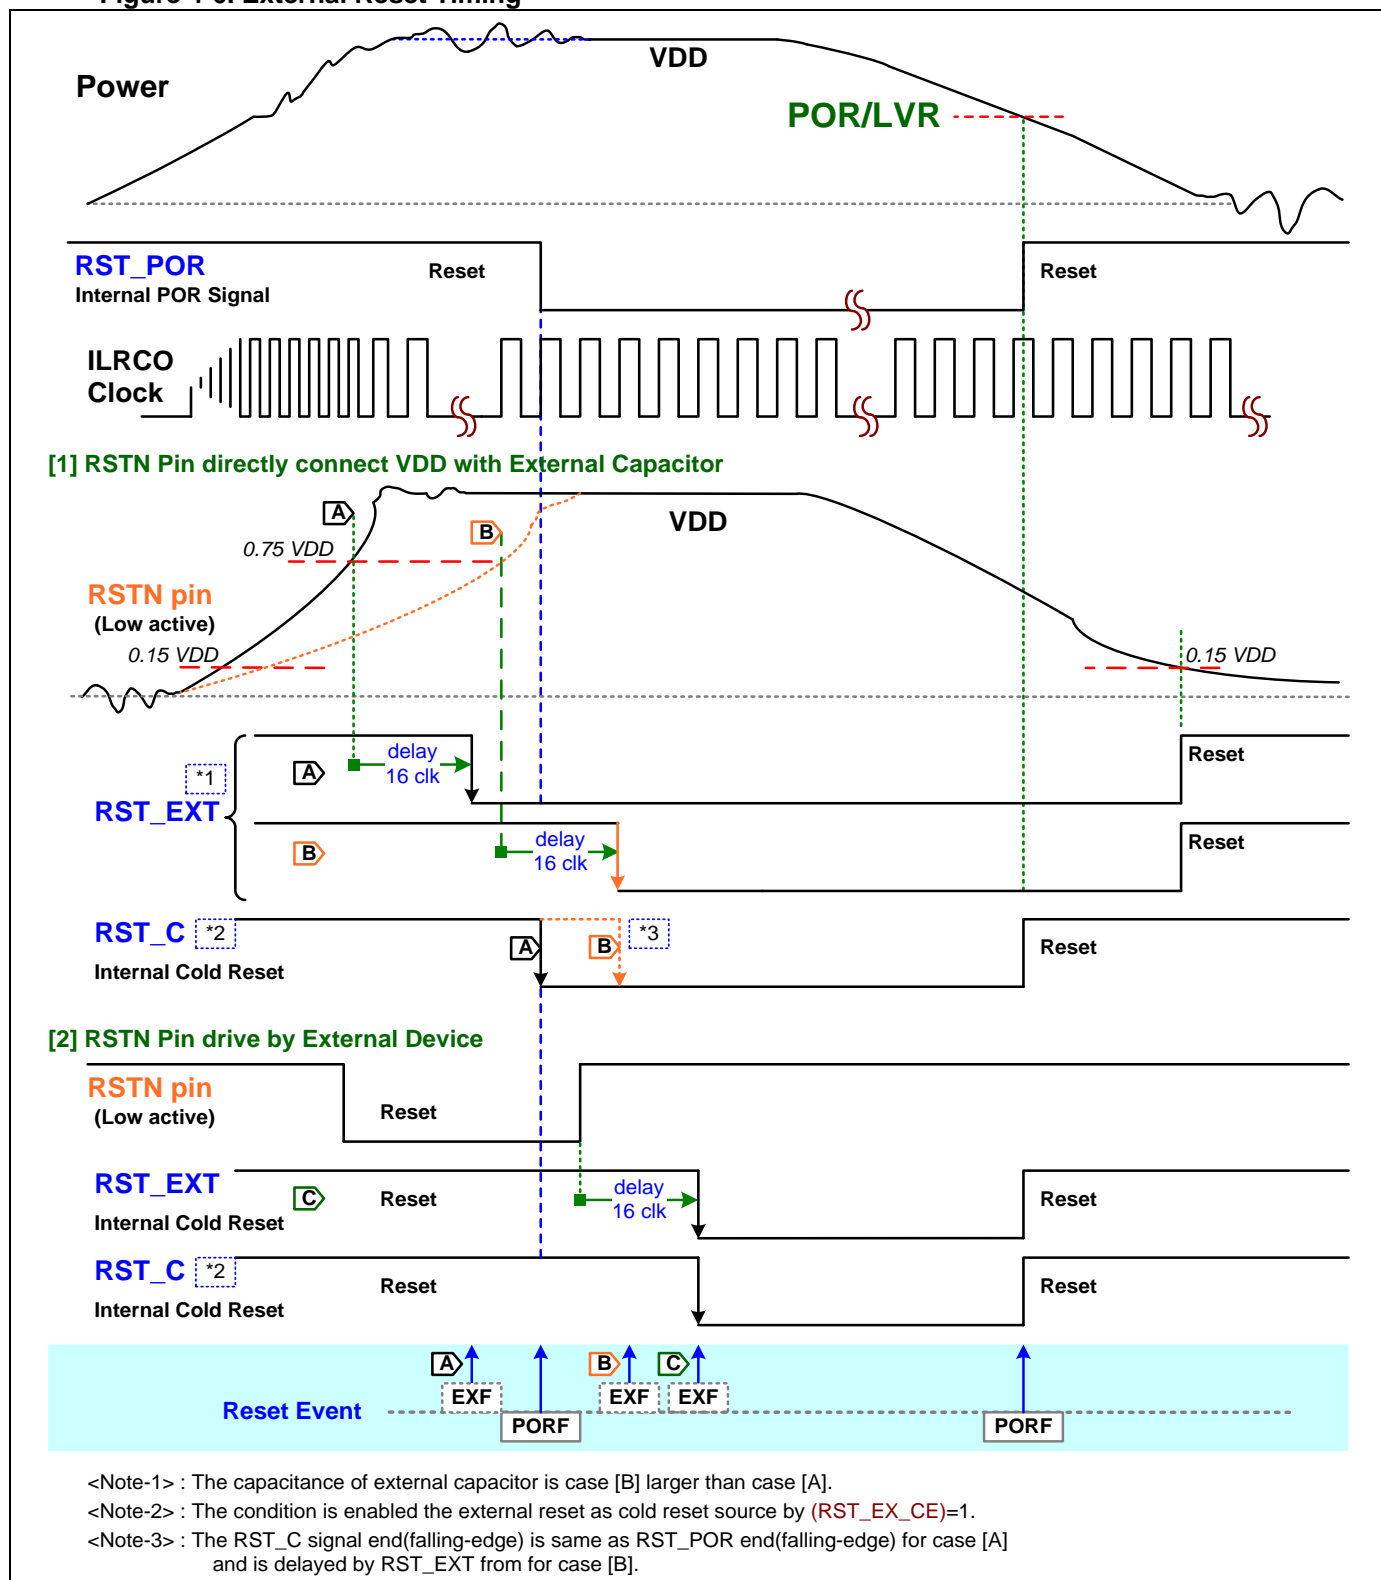 Figure 1-6. External Reset Timing
VDD
Power
POR/LVR
RST_POR
Reset
Reset
Internal POR Signal
ILRCO
Clock
[1] RSTN Pin directly connect VDD with External Capacitor
A
B
VDD
0.75 VDD
RSTN pin
(Low active)
0.15 VDD
0.15 VDD
*1
A
delay
16 clk
Reset
RST_EXT
B
delay
16 clk
Reset
RST_C *2
A
B
*3
Reset
Internal Cold Reset
[2] RSTN Pin drive by External Device
RSTN pin
(Low active)
Reset
RST_EXT
C
Reset
delay
16 clk
Reset
Internal Cold Reset
RST_C *2
Reset
Reset
Internal Cold Reset
A
B
C
EXF
EXF
EXF
Reset Event
PORF
PORF
<Note-1> : The capacitance of external capacitor is case [B] larger than case [A].
<Note-2> : The condition is enabled the external reset as cold reset source by (RST_EX_CE)=1.
<Note-3> : The RST_C signal end(falling-edge) is same as RST_POR end(falling-edge) for case [A]
and is delayed by RST_EXT from for case [B].